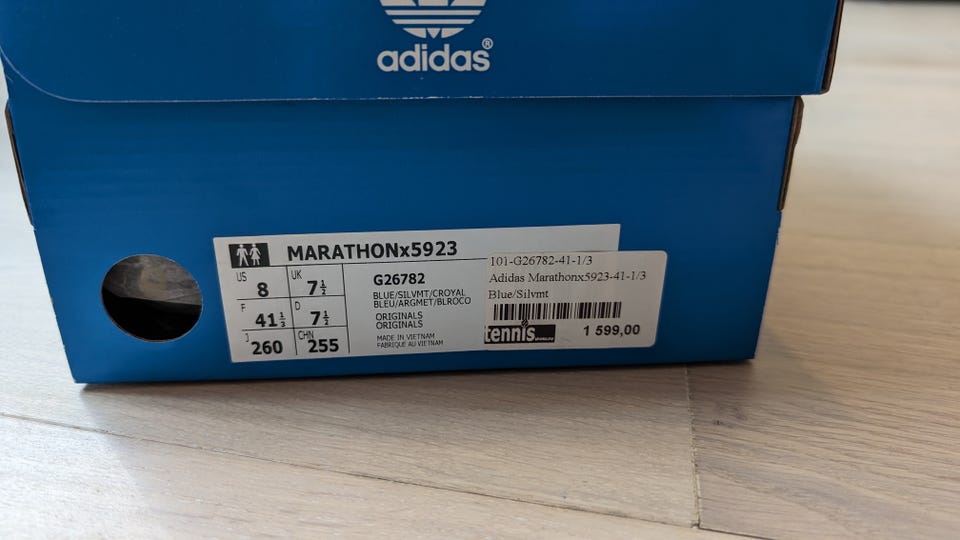 adidas®
MARATHONx5923
US
8
UK
7½
F
41⅓
D
7½
J
260
CHN
255
G26782
BLUE/SILVMT/CROYAL
BLEU/ARGMET/BLROCO
ORIGINALS
ORIGINALS
MADE IN VIETNAM
FABRIQUE AU VIETNAM
101-G26782-41-1/3
Adidas Marathonx5923-41-1/3
Blue/Silvmt
tennis
1 599,00